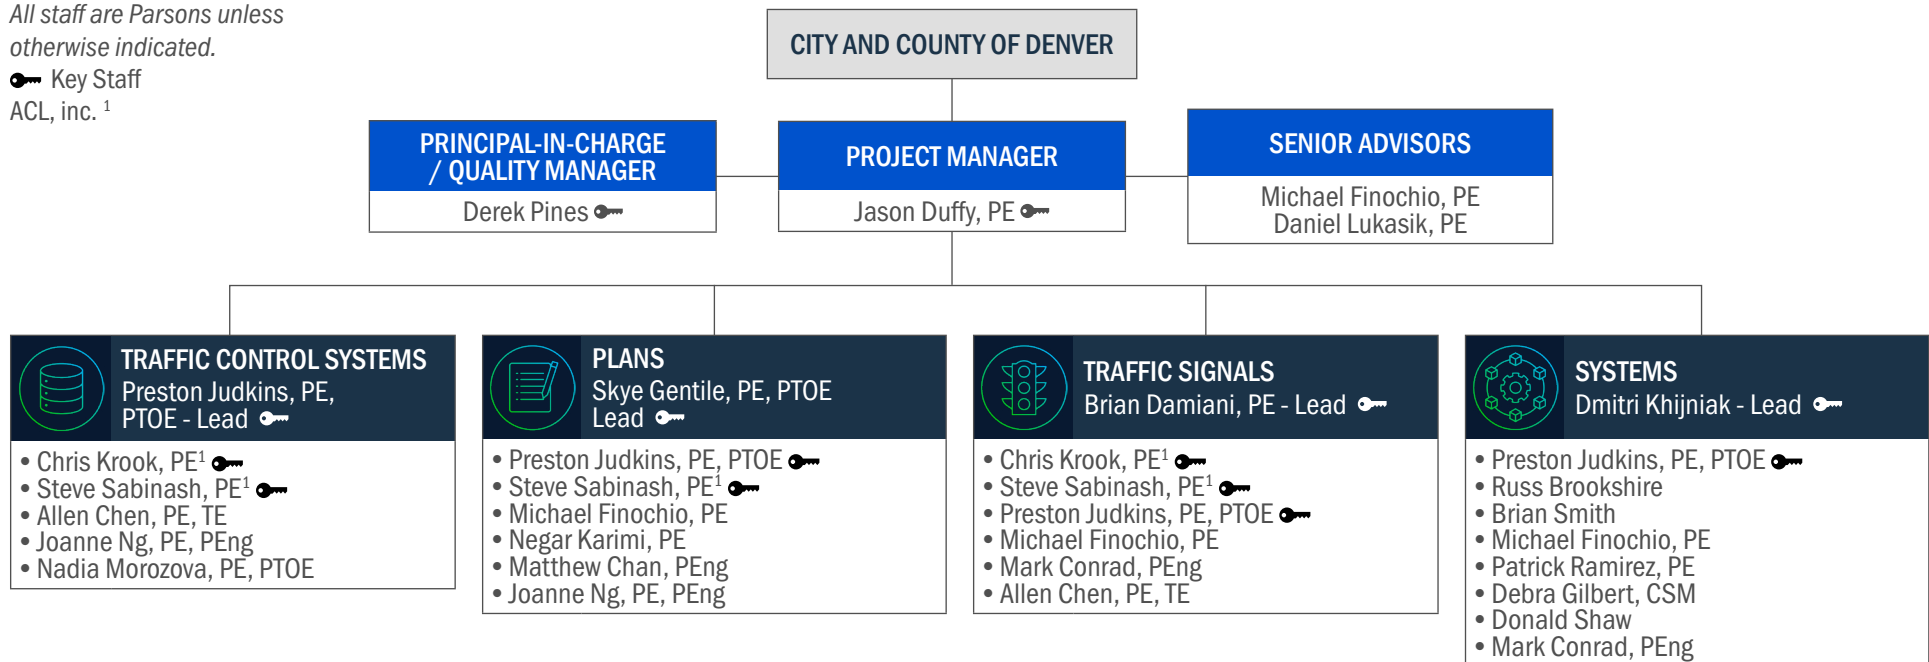 All staff are Parsons unless
otherwise indicated.
Key Staff
ACL, inc. 1
CITY AND COUNTY OF DENVER
PRINCIPAL-IN-CHARGE
/ QUALITY MANAGER
Derek Pines
PROJECT MANAGER
Jason Duffy, PE
SENIOR ADVISORS
Michael Finochio, PE
Daniel Lukasik, PE
TRAFFIC CONTROL SYSTEMS
Preston Judkins, PE,
PTOE - Lead
• Chris Krook, PE1
• Steve Sabinash, PE1
• Allen Chen, PE, TE
• Joanne Ng, PE, PEng
• Nadia Morozova, PE, PTOE
PLANS
Skye Gentile, PE, PTOE
Lead
• Preston Judkins, PE, PTOE
• Steve Sabinash, PE1
• Michael Finochio, PE
• Negar Karimi, PE
• Matthew Chan, PEng
• Joanne Ng, PE, PEng
TRAFFIC SIGNALS
Brian Damiani, PE - Lead
• Chris Krook, PE1
• Steve Sabinash, PE1
• Preston Judkins, PE, PTOE
• Michael Finochio, PE
• Mark Conrad, PEng
• Allen Chen, PE, TE
SYSTEMS
Dmitri Khijniak - Lead
• Preston Judkins, PE, PTOE
• Russ Brookshire
• Brian Smith
• Michael Finochio, PE
• Patrick Ramirez, PE
• Debra Gilbert, CSM
• Donald Shaw
• Mark Conrad, PEng